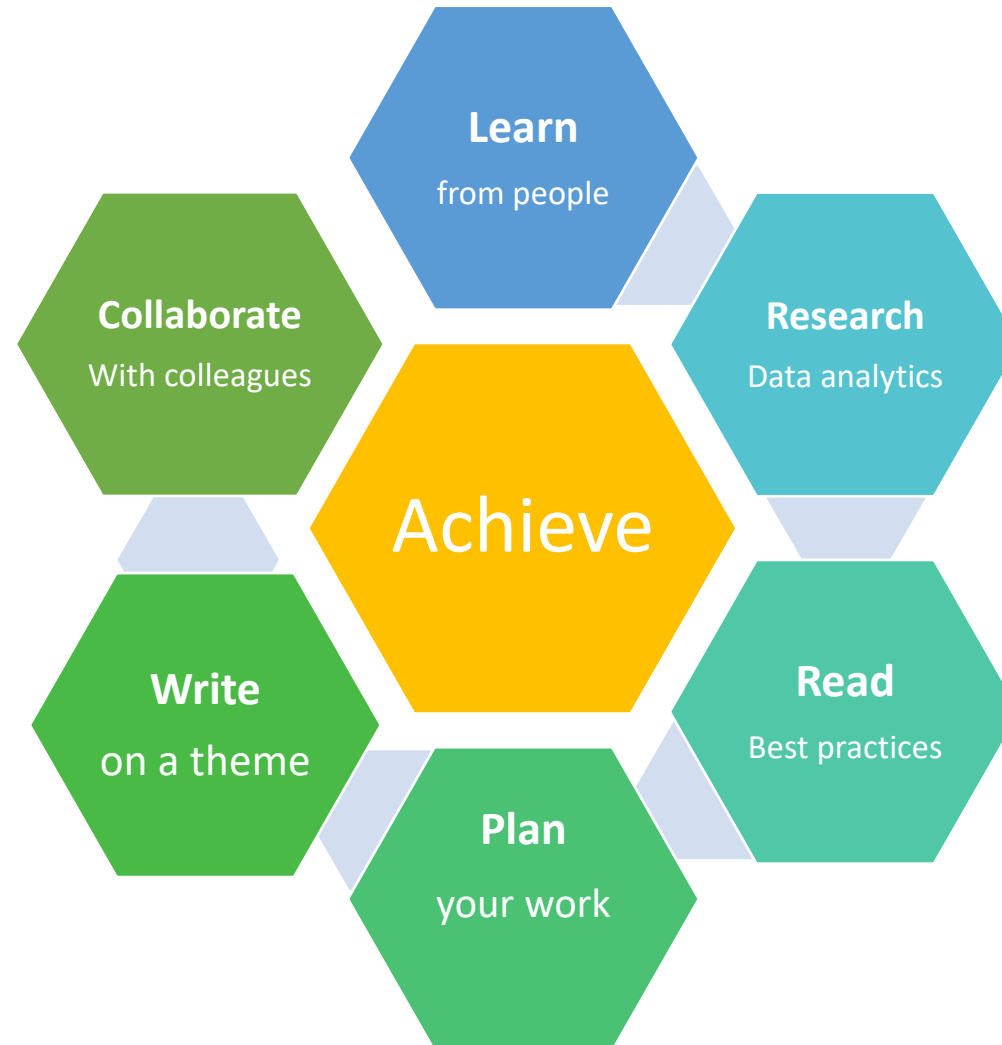 Learn
from people
Research
Data analytics
Read
Best practices
Plan
your work
Write
on a theme
Collaborate
With colleagues
Achieve